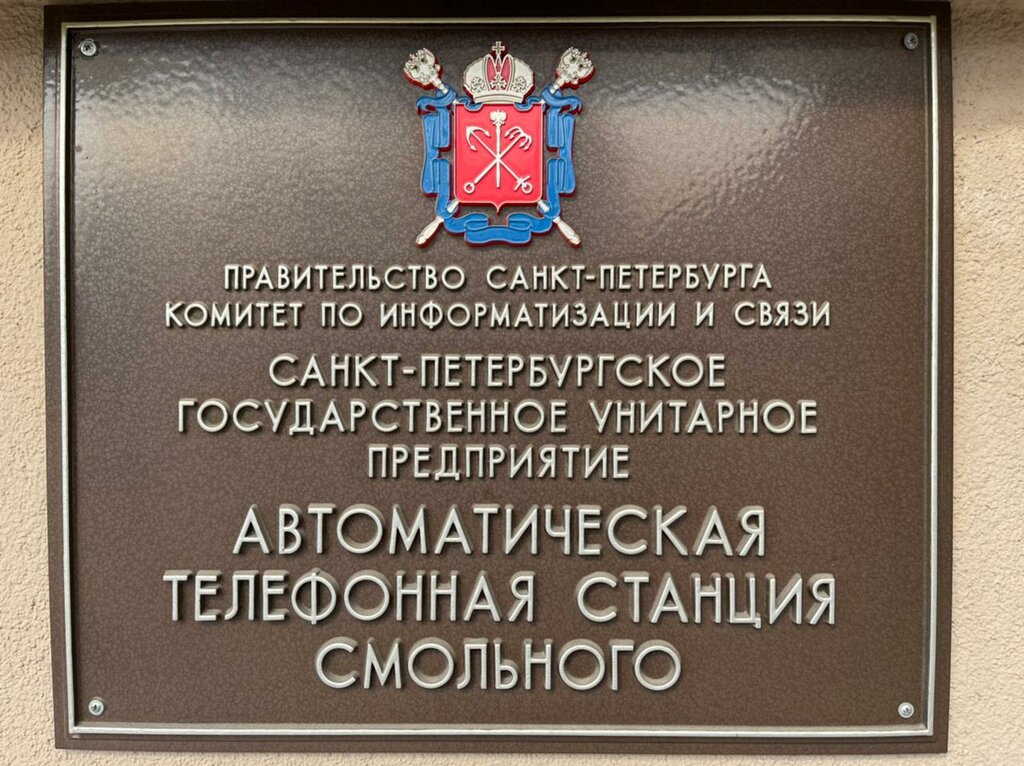 ПРАВИТЕЛЬСТВО САНКТ-ПЕТЕРБУРГА
КОМИТЕТ ПО ИНФОРМАТИЗАЦИИ И СВЯЗИ
САНКТ-ПЕТЕРБУРГСКОЕ
ГОСУДАРСТВЕННОЕ УНИТАРНОЕ
ПРЕДПРИЯТИЕ
АВТОМАТИЧЕСКАЯ
ТЕЛЕФОННАЯ СТАНЦИЯ
СМОЛЬНОГО